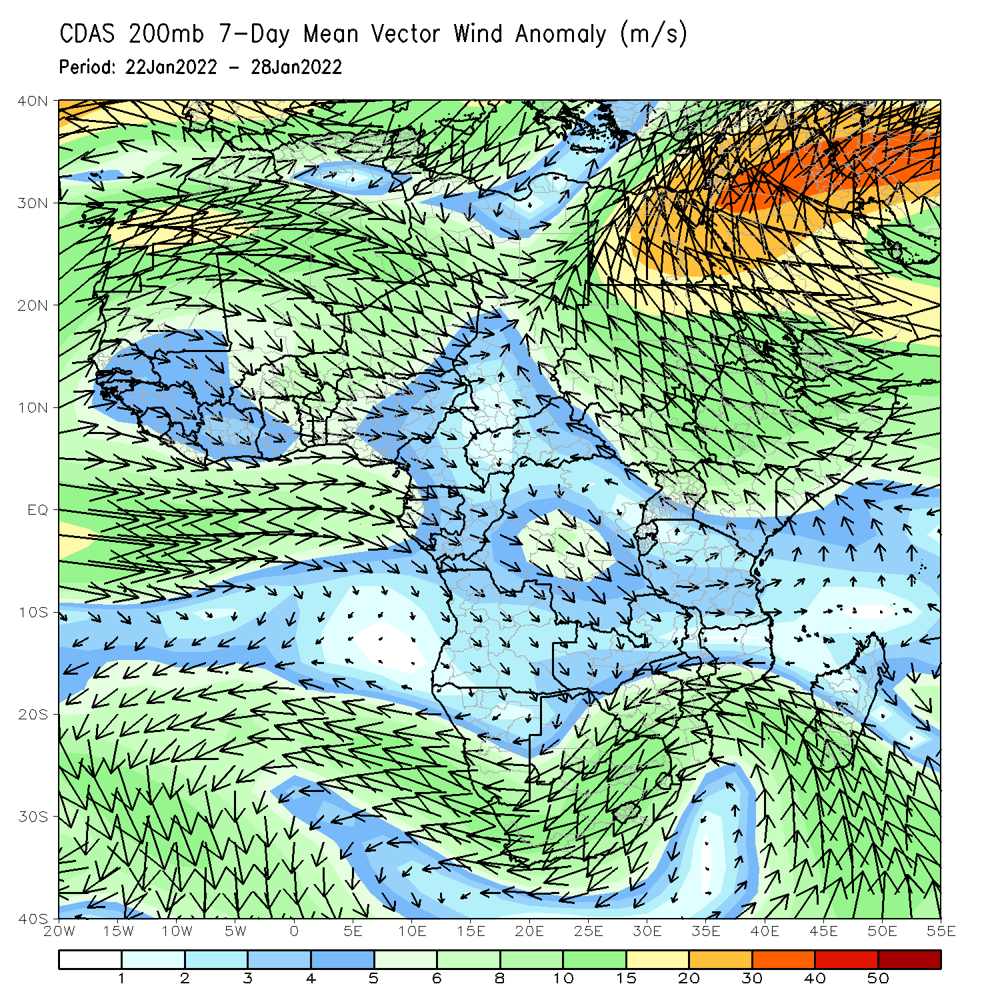 CDAS 200mb 7-Day Mean Vector Wind Anomaly (m/s)
Period: 22Jan2022 - 28Jan2022
40N
30N
20N
10N
EQ
10S
20S
30S
40S
20W 15W 10W 5W 0 5E 10E 15E 20E 25E 30E 35E 40E 45E 50E 55E
1 2 3 4 5 6 8 10 15 20 30 40 50